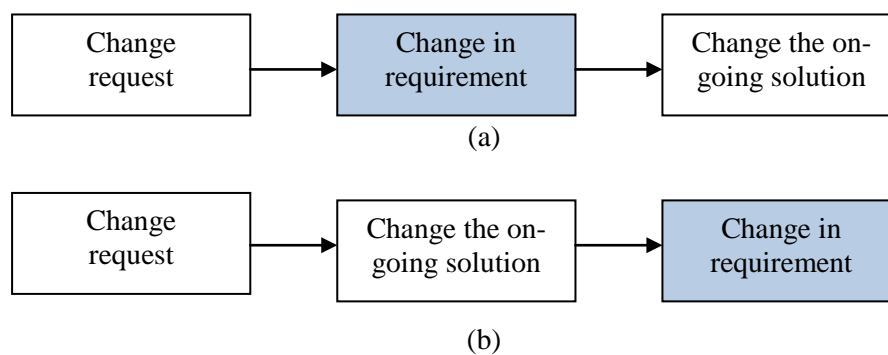 Change
request
Change in
requirement
Change the on-
going solution
(a)
Change
request
Change the on-
going solution
Change in
requirement
(b)